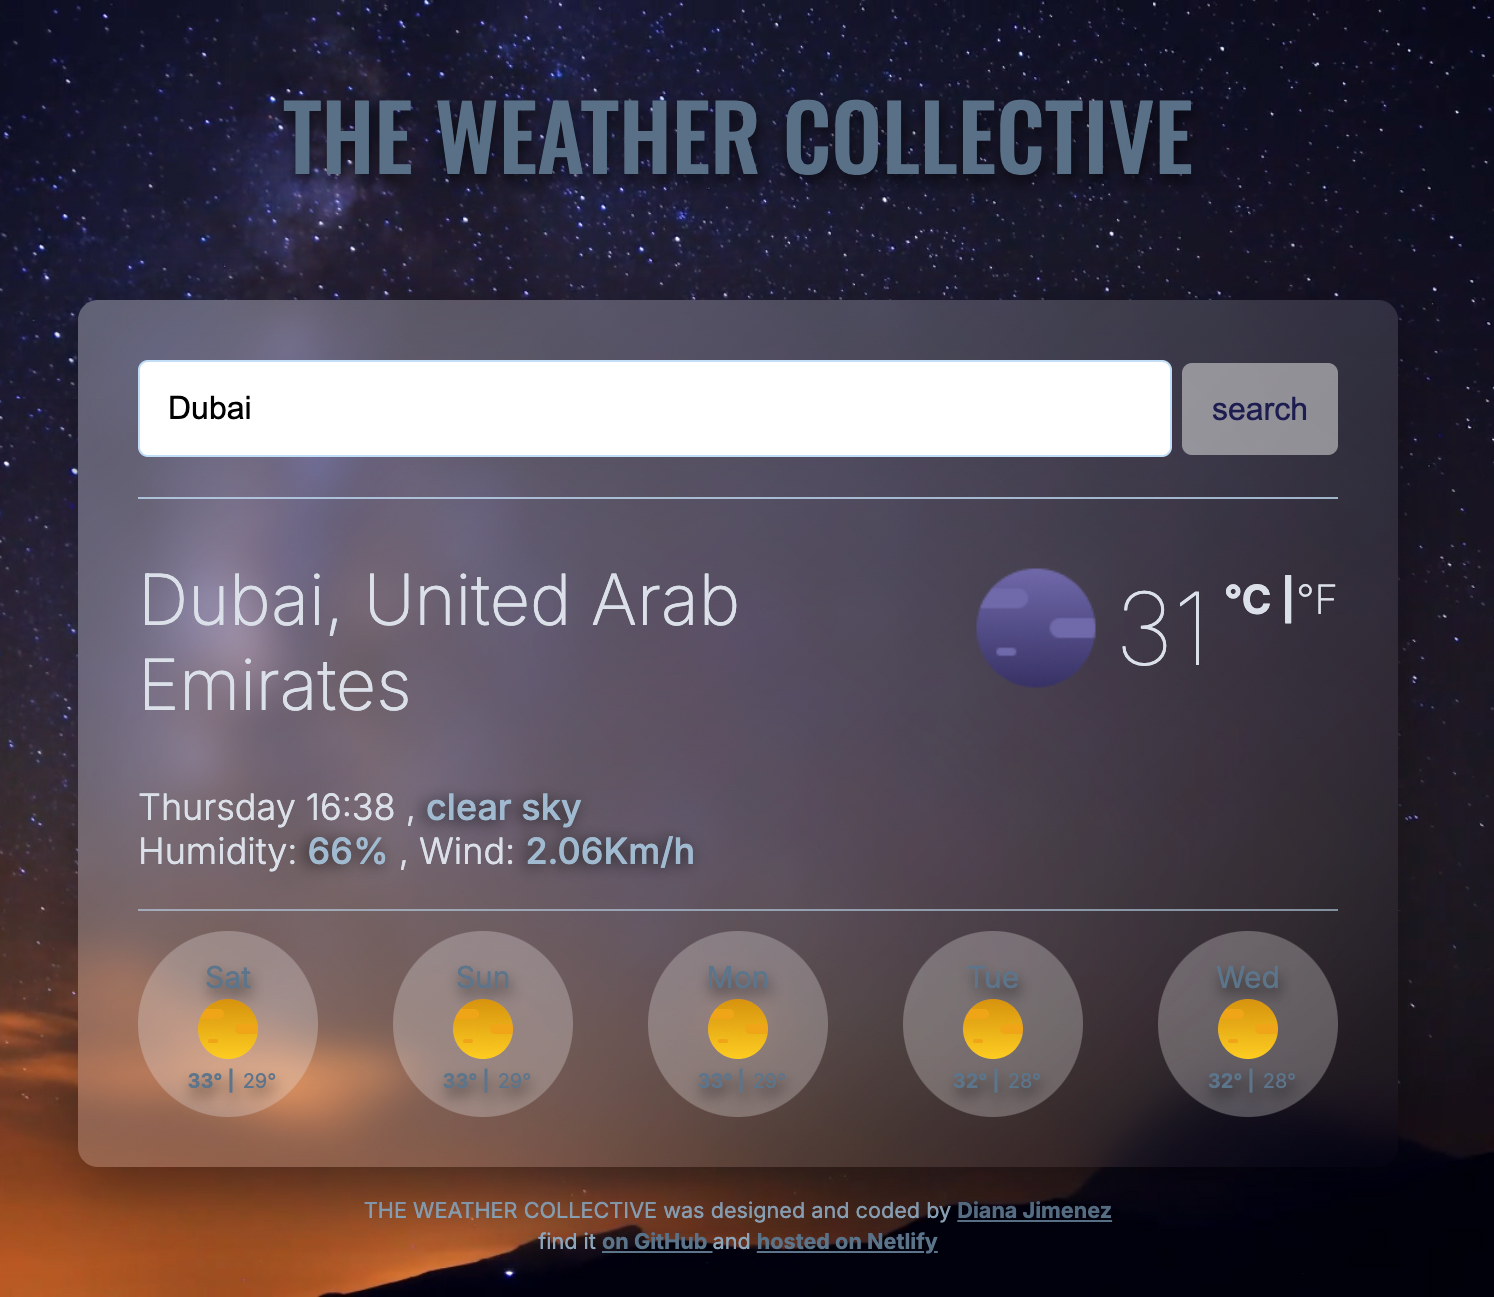 THE WEATHER COLLECTIVE
Dubai
search
Dubai, United Arab
Emirates
31 °C |°F
Thursday 16:38 , clear sky
Humidity: 66% , Wind: 2.06Km/h
Sat
33° | 29°
Sun
33° | 29°
Mon
33° | 29°
Tue
32° | 28°
Wed
32° | 28°
THE WEATHER COLLECTIVE was designed and coded by Diana Jimenez
find it on GitHub and hosted on Netlify